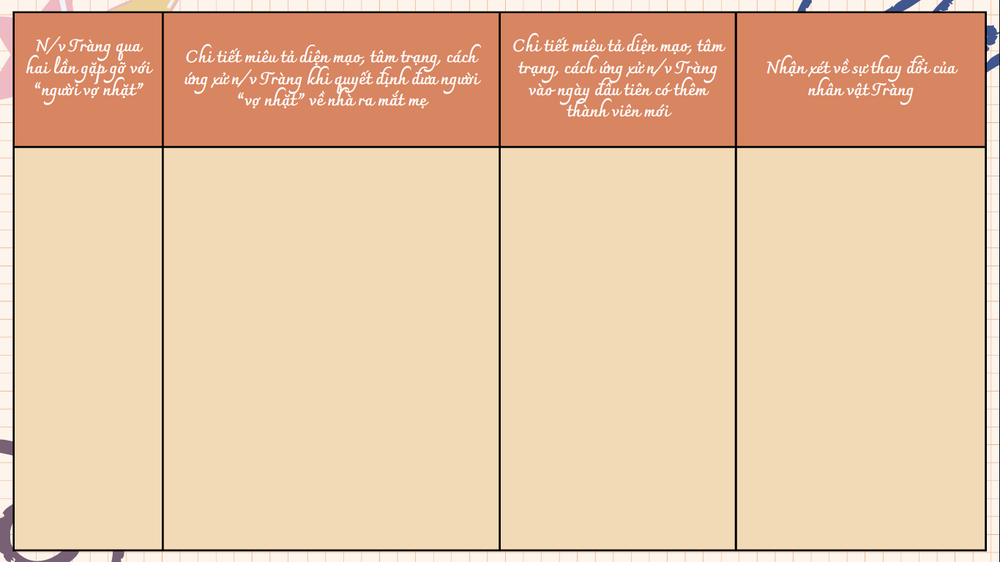 N/v Tràng qua
hai lần gặp gỡ với
“người vợ nhặt”
Chi tiết miêu tả diện mạo, tâm trạng, cách
ứng xử n/v Tràng khi quyết định đưa người
“vợ nhặt” về nhà ra mắt mẹ
Chi tiết miêu tả diện mạo, tâm
trạng, cách ứng xử n/v Tràng
vào ngày đầu tiên có thêm
thành viên mới
Nhận xét về sự thay đổi của
nhân vật Tràng